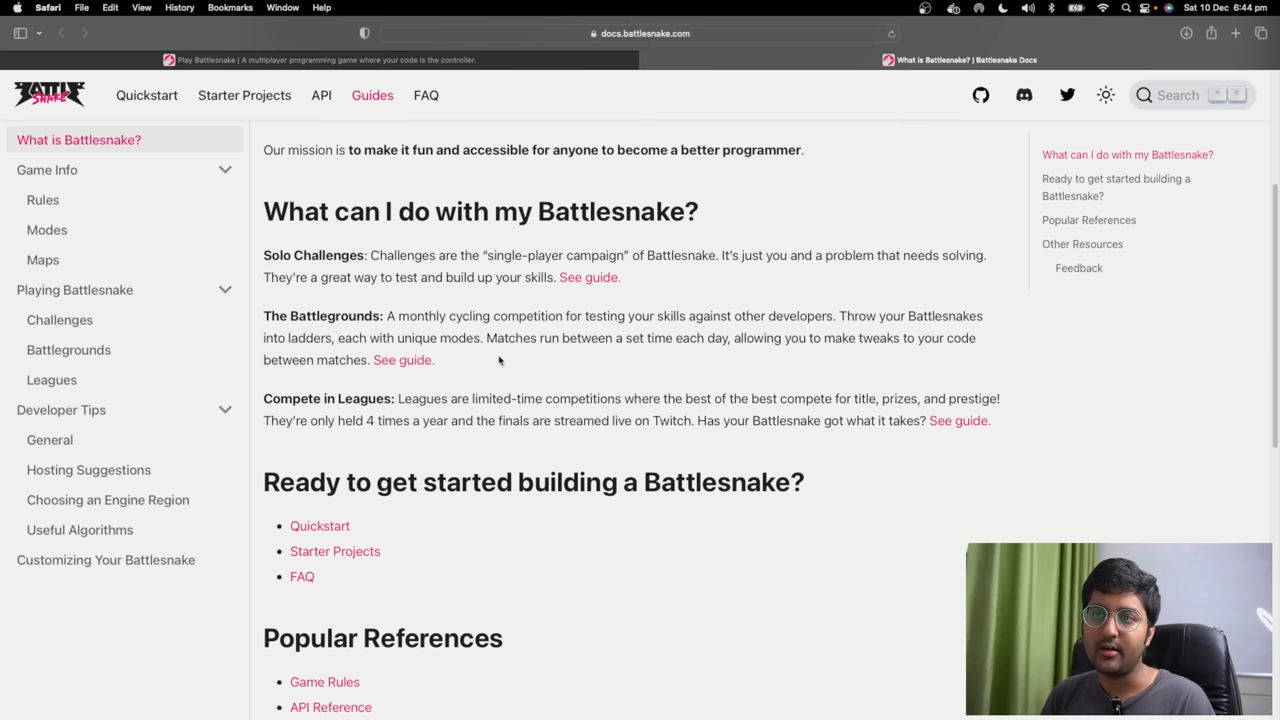 Safari File Edit View History Bookmarks Window Help Sat 10 Dec 6:44 pm
docs.battlesnake.com
Play Battlesnake | A multiplayer programming game where your code is the controller.
What is Battlesnake? | Battlesnake Docs
BATTLE SNAKE
Quickstart Starter Projects API Guides FAQ Search K
What is Battlesnake?
Game Info
Rules
Modes
Maps
Playing Battlesnake
Challenges
Battlegrounds
Leagues
Developer Tips
General
Hosting Suggestions
Choosing an Engine Region
Useful Algorithms
Customizing Your Battlesnake
Our mission is to make it fun and accessible for anyone to become a better programmer.
What can I do with my Battlesnake?
Solo Challenges: Challenges are the “single-player campaign” of Battlesnake. It’s just you and a problem that needs solving.
They're a great way to test and build up your skills. See guide.
The Battlegrounds: A monthly cycling competition for testing your skills against other developers. Throw your Battlesnakes
into ladders, each with unique modes. Matches run between a set time each day, allowing you to make tweaks to your code
between matches. See guide.
Compete in Leagues: Leagues are limited-time competitions where the best of the best compete for title, prizes, and prestige!
They’re only held 4 times a year and the finals are streamed live on Twitch. Has your Battlesnake got what it takes? See guide.
Ready to get started building a Battlesnake?
Quickstart
Starter Projects
FAQ
Popular References
Game Rules
API Reference
What can I do with my Battlesnake?
Ready to get started building a
Battlesnake?
Popular References
Other Resources
Feedback